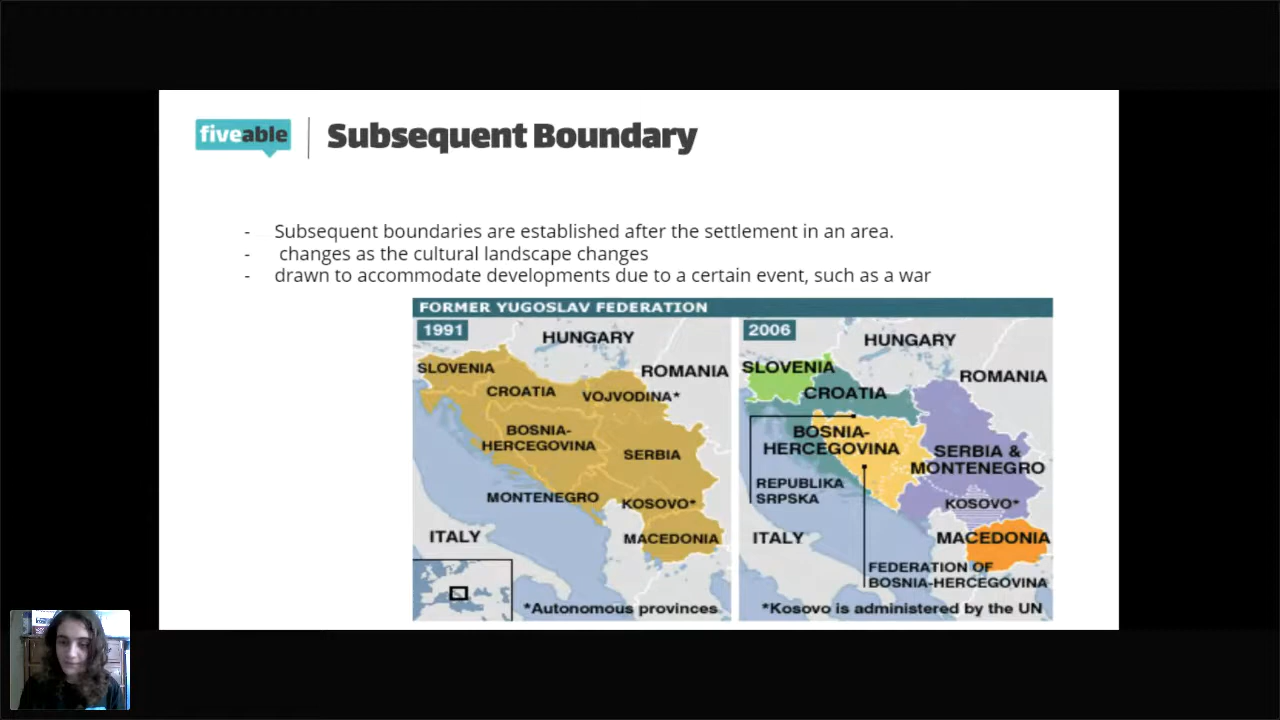 fiveable
Subsequent Boundary
- Subsequent boundaries are established after the settlement in an area.
- changes as the cultural landscape changes
- drawn to accommodate developments due to a certain event, such as a war
FORMER YUGOSLAV FEDERATION
1991
HUNGARY
SLOVENIA
ROMANIA
CROATIA
VOJVODINA*
BOSNIA-
HERCEGOVINA
SERBIA
MONTENEGRO
KOSOVO*
ITALY
MACEDONIA
*Autonomous provinces
2006
HUNGARY
SLOVENIA
ROMANIA
CROATIA
BOSNIA-
HERCEGOVINA
SERBIA &
MONTENEGRO
REPUBLIKA
SRPSKA
KOSOVO*
ITALY
MACEDONIA
FEDERATION OF
BOSNIA-HERCEGOVINA
*Kosovo is administered by the UN